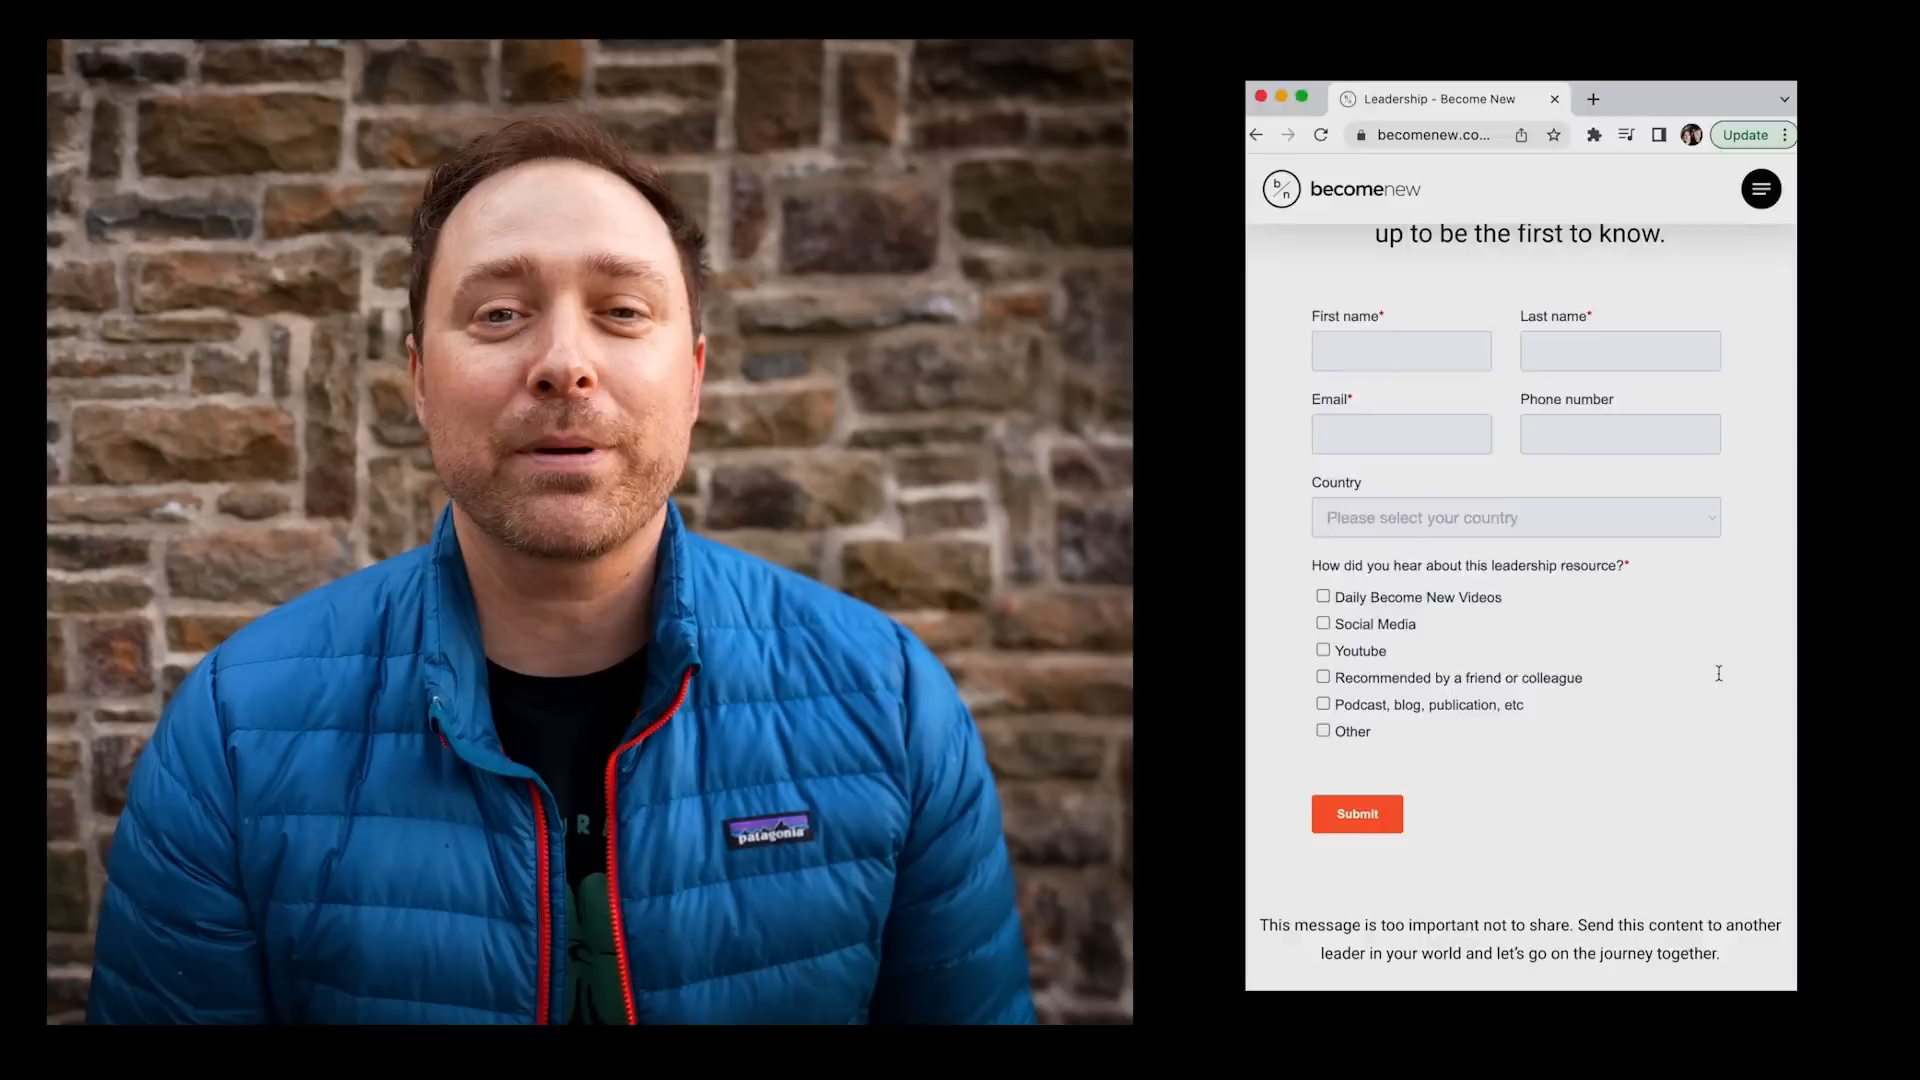 patagonia
Leadership - Become New
becomenew.co...
Update
b/n becomenew
up to be the first to know.
First name* Last name*
Email* Phone number
Country
Please select your country
How did you hear about this leadership resource?*
Daily Become New Videos
Social Media
Youtube
Recommended by a friend or colleague
Podcast, blog, publication, etc
Other
Submit
This message is too important not to share. Send this content to another
leader in your world and let's go on the journey together.